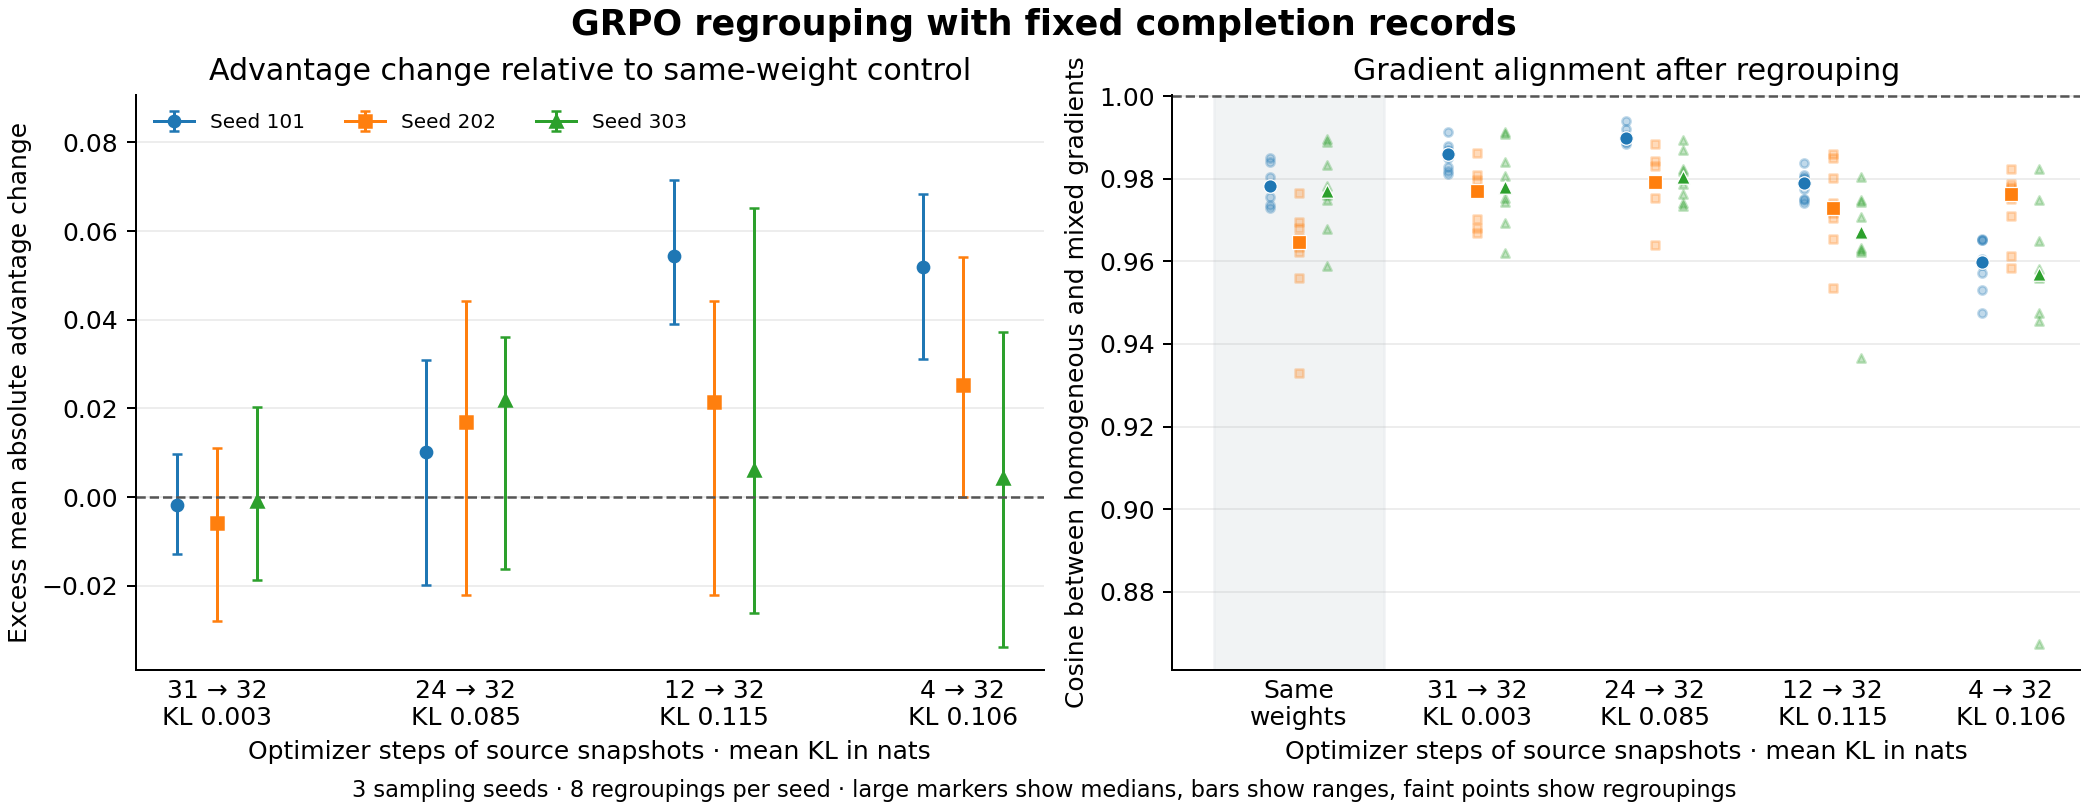 GRPO regrouping with fixed completion records
Advantage change relative to same-weight control
Excess mean absolute advantage change
Seed 101
Seed 202
Seed 303
0.08
0.06
0.04
0.02
0.00
−0.02
31 → 32
KL 0.003
24 → 32
KL 0.085
12 → 32
KL 0.115
4 → 32
KL 0.106
Optimizer steps of source snapshots · mean KL in nats
Gradient alignment after regrouping
Cosine between homogeneous and mixed gradients
1.00
0.98
0.96
0.94
0.92
0.90
0.88
Same
weights
31 → 32
KL 0.003
24 → 32
KL 0.085
12 → 32
KL 0.115
4 → 32
KL 0.106
Optimizer steps of source snapshots · mean KL in nats
3 sampling seeds · 8 regroupings per seed · large markers show medians, bars show ranges, faint points show regroupings